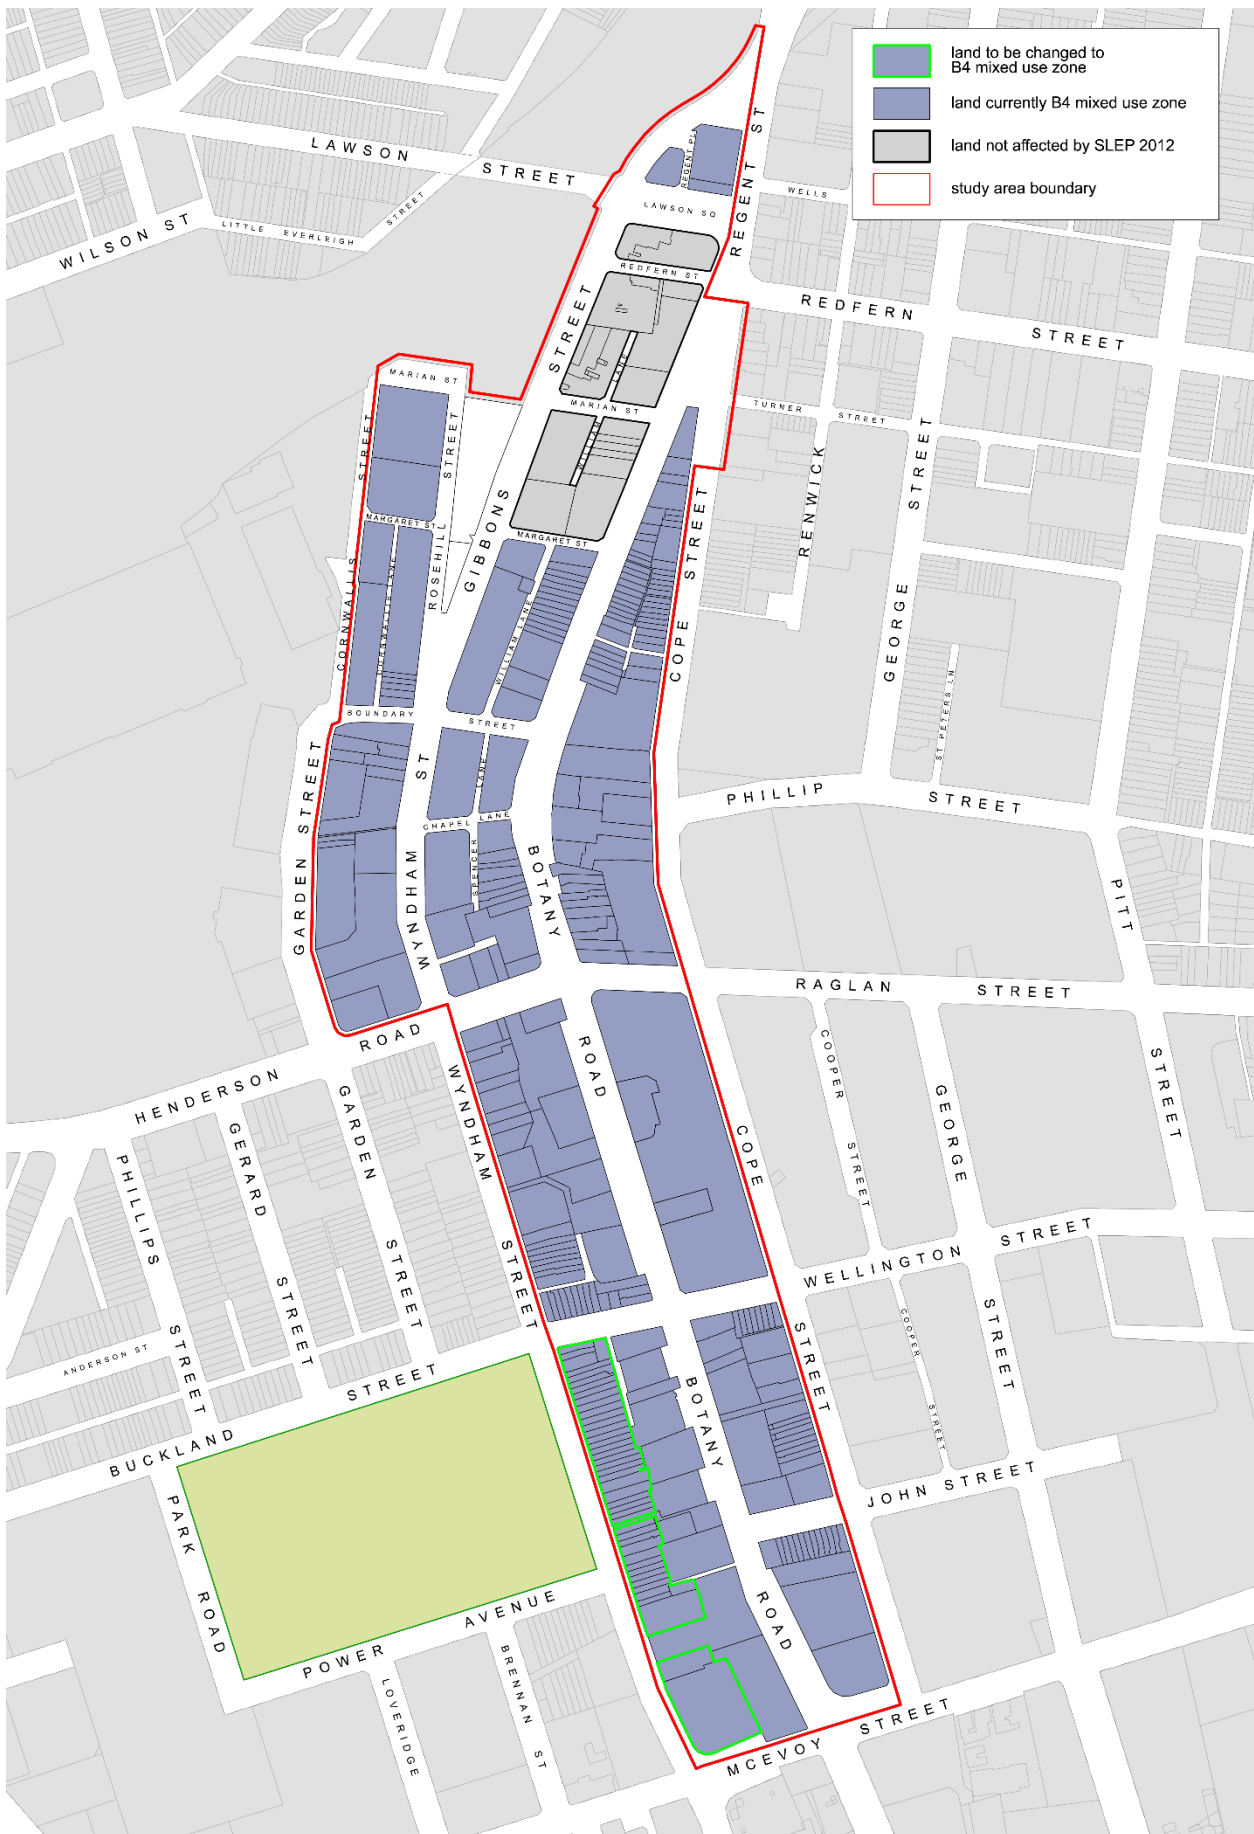 land to be changed to
B4 mixed use zone
land currently B4 mixed use zone
land not affected by SLEP 2012
study area boundary
LAWSON STREET
WILSON ST
LITTLE EVERLEIGH STREET
REGENT PL
REGENT ST
WELLS
LAWSON SQ
REDFERN ST
REDFERN STREET
GIBBONS STREET
WILLIAM LANE
MARIAN ST
MARIAN ST
TURNER STREET
CORNWALLIS STREET
ROSEHILL STREET
MARGARET ST
MARGARET ST
RENWICK
GEORGE STREET
COPE STREET
CORNWALLIS LANE
WILLIAM LANE
ST PETERS LN
BOUNDARY STREET
GARDEN STREET
WYNDHAM ST
SPENCER LANE
CHAPEL LANE
PHILLIP STREET
BOTANY ROAD
PITT STREET
RAGLAN STREET
HENDERSON ROAD
COOPER STREET
GEORGE STREET
PHILLIPS STREET
GERARD STREET
GARDEN STREET
WYNDHAM STREET
COPE STREET
WELLINGTON STREET
COOPER STREET
ANDERSON ST
BUCKLAND STREET
BOTANY ROAD
JOHN STREET
PARK ROAD
POWER AVENUE
LOVERIDGE
BRENNAN ST
MCEVOY STREET